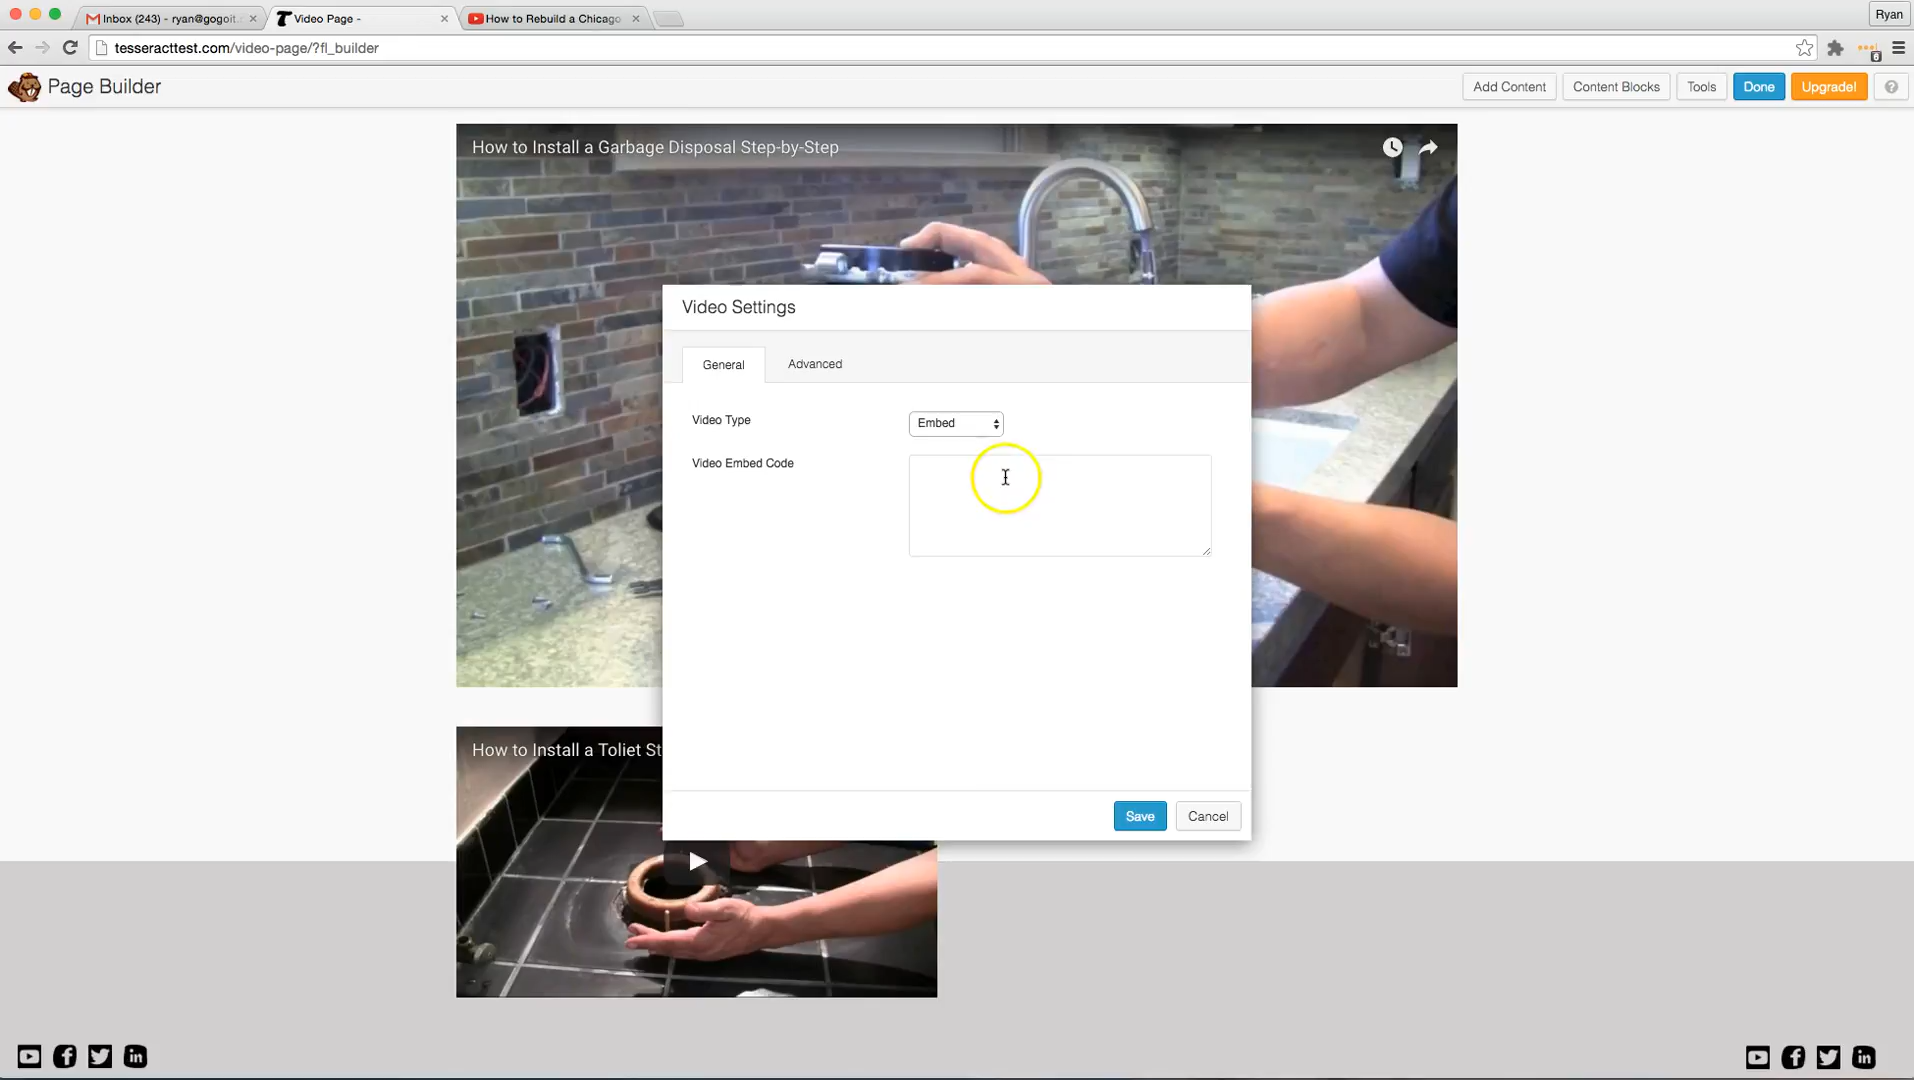 Inbox (243) - ryan@gogoit.c
Video Page -
How to Rebuild a Chicago
Ryan
tesseracttest.com/video-page/?fl_builder
6
Page Builder
Add Content
Content Blocks
Tools
Done
Upgrade!
?
How to Install a Garbage Disposal Step-by-Step
Video Settings
General
Advanced
Video Type
Embed
Video Embed Code
How to Install a Toliet St
Save
Cancel